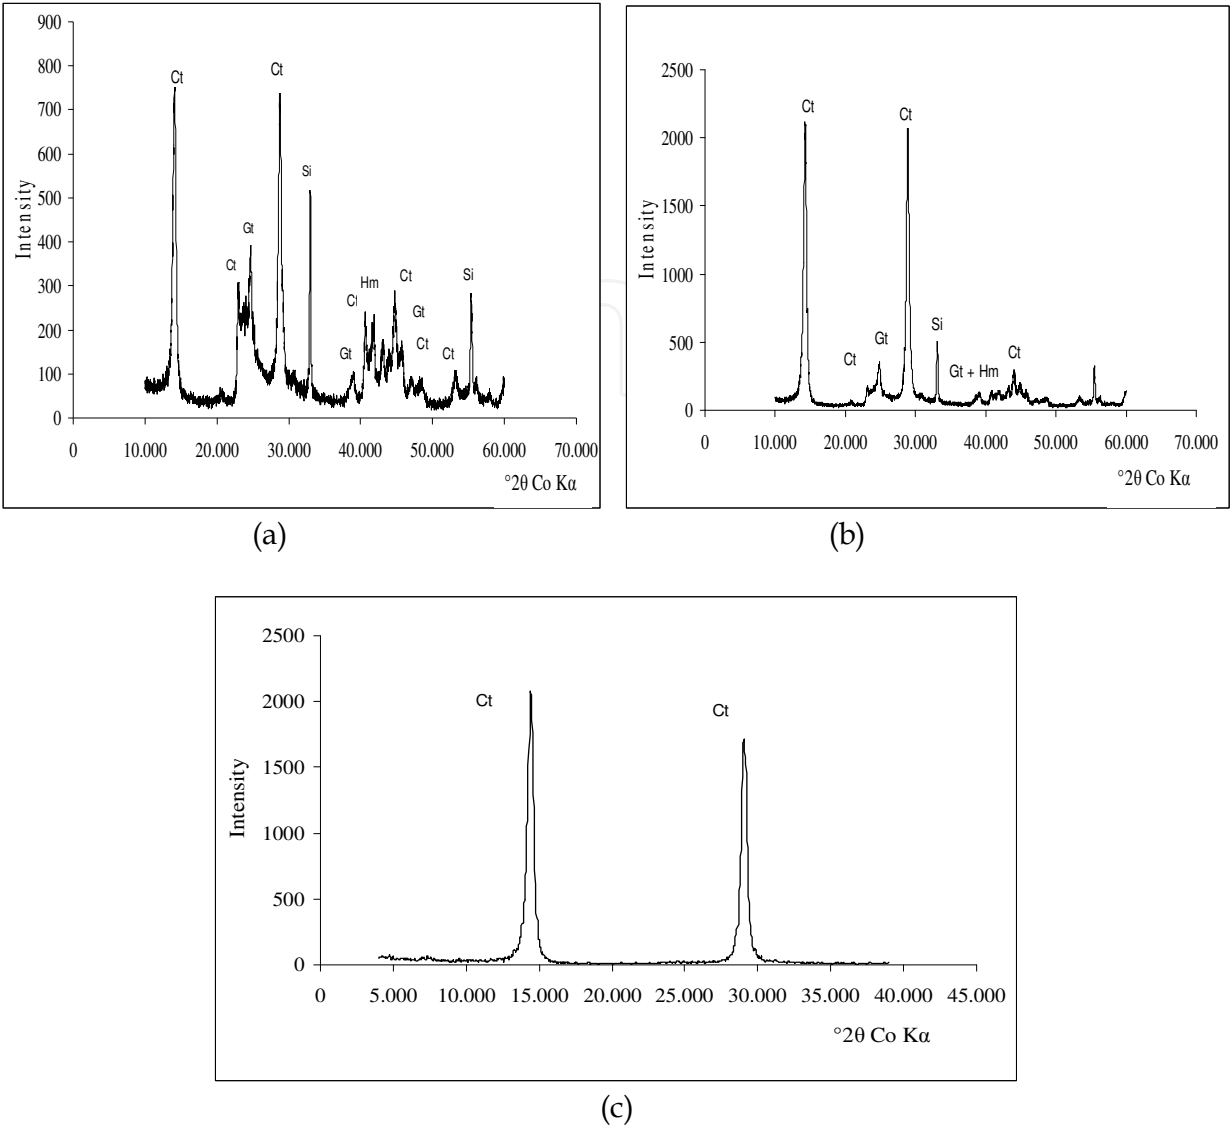 900
800
700
600
500
400
300
200
100
0
Intensity
Ct
Ct
Si
Gt
Ct
Hm
Ct
Ct
Gt
Si
Gt
Ct
Ct
0 10.000 20.000 30.000 40.000 50.000 60.000 70.000
°2θ Co Kα
(a)
2500
2000
1500
1000
500
0
Intensity
Ct
Ct
Si
Ct
Gt
Gt + Hm
Ct
0 10.000 20.000 30.000 40.000 50.000 60.000 70.000
°2θ Co Kα
(b)
2500
2000
1500
1000
500
0
Intensity
Ct
Ct
0 5.000 10.000 15.000 20.000 25.000 30.000 35.000 40.000 45.000
°2θ Co Kα
(c)